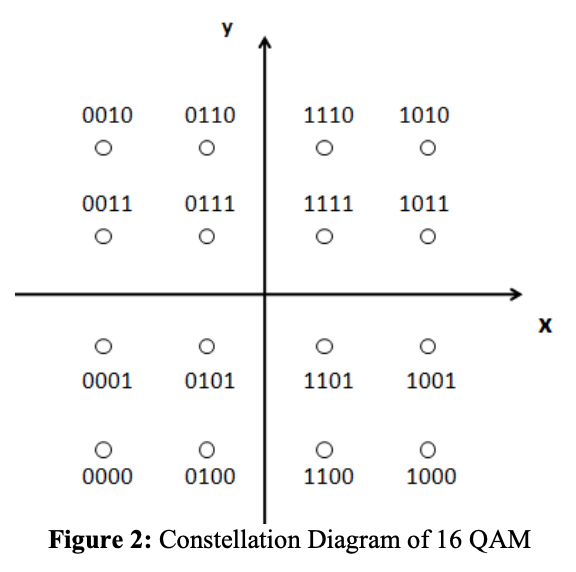 y
0010 0110 1110 1010
0011 0111 1111 1011
x
0001 0101 1101 1001
0000 0100 1100 1000
Figure 2: Constellation Diagram of 16 QAM